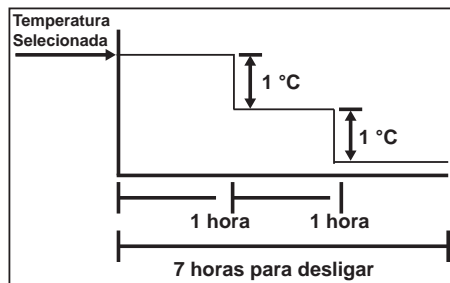 Temperatura
Selecionada
1 °C
1 °C
1 hora
1 hora
7 horas para desligar